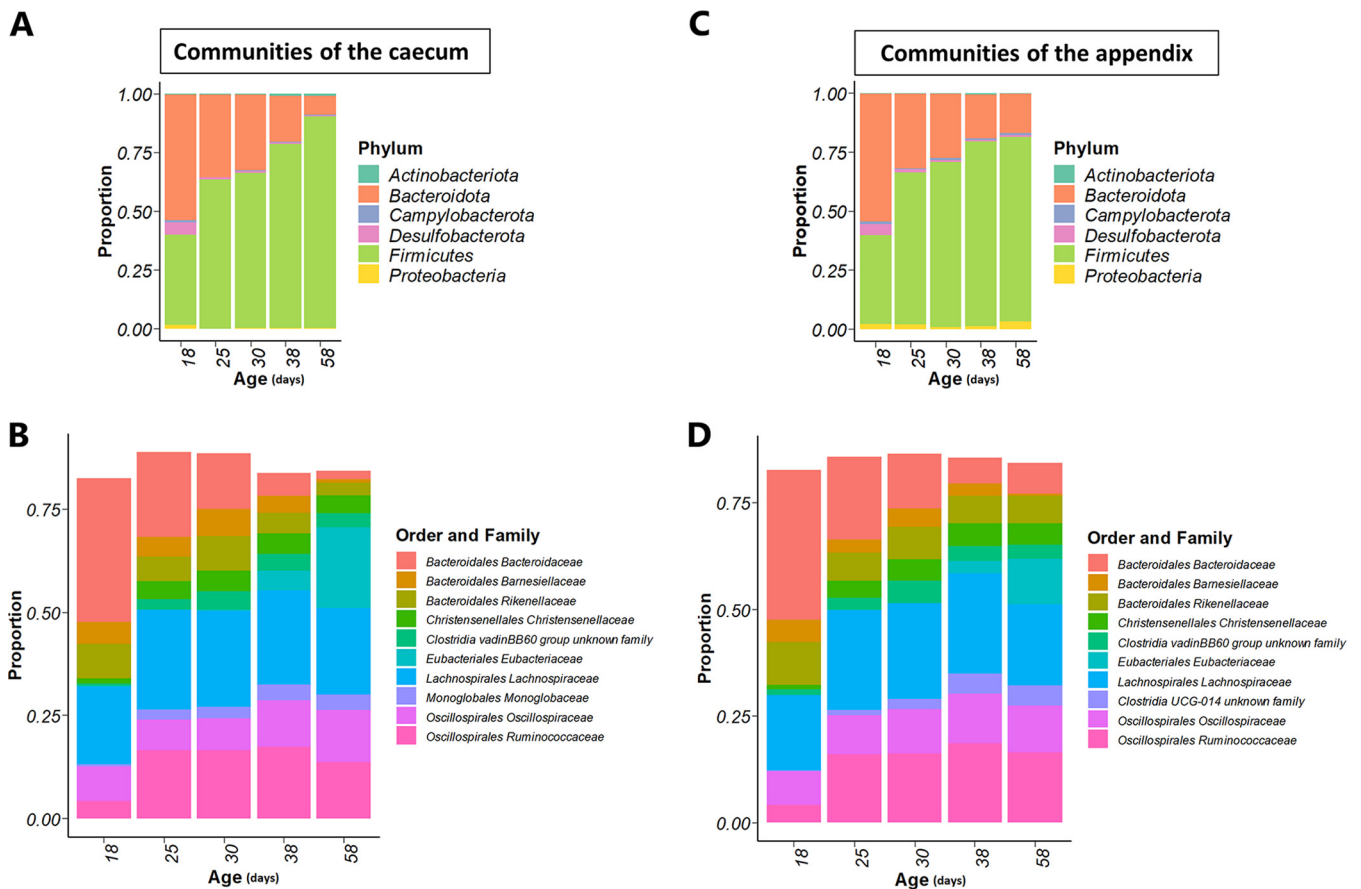 A
Communities of the caecum
Proportion
1.00
0.75
0.50
0.25
0.00
18
25
30
38
58
Age (days)
Phylum
Actinobacteriota
Bacteroidota
Campylobacterota
Desulfobacterota
Firmicutes
Proteobacteria
C
Communities of the appendix
Proportion
1.00
0.75
0.50
0.25
0.00
18
25
30
38
58
Age (days)
Phylum
Actinobacteriota
Bacteroidota
Campylobacterota
Desulfobacterota
Firmicutes
Proteobacteria
B
Proportion
0.75
0.50
0.25
0.00
18
25
30
38
58
Age (days)
Order and Family
Bacteroidales Bacteroidaceae
Bacteroidales Barnesiellaceae
Bacteroidales Rikenellaceae
Christensenellales Christensenellaceae
Clostridia vadinBB60 group unknown family
Eubacteriales Eubacteriaceae
Lachnospirales Lachnospiraceae
Monoglobales Monoglobaceae
Oscillospirales Oscillospiraceae
Oscillospirales Ruminococcaceae
D
Proportion
0.75
0.50
0.25
0.00
18
25
30
38
58
Age (days)
Order and Family
Bacteroidales Bacteroidaceae
Bacteroidales Barnesiellaceae
Bacteroidales Rikenellaceae
Christensenellales Christensenellaceae
Clostridia vadinBB60 group unknown family
Eubacteriales Eubacteriaceae
Lachnospirales Lachnospiraceae
Clostridia UCG-014 unknown family
Oscillospirales Oscillospiraceae
Oscillospirales Ruminococcaceae